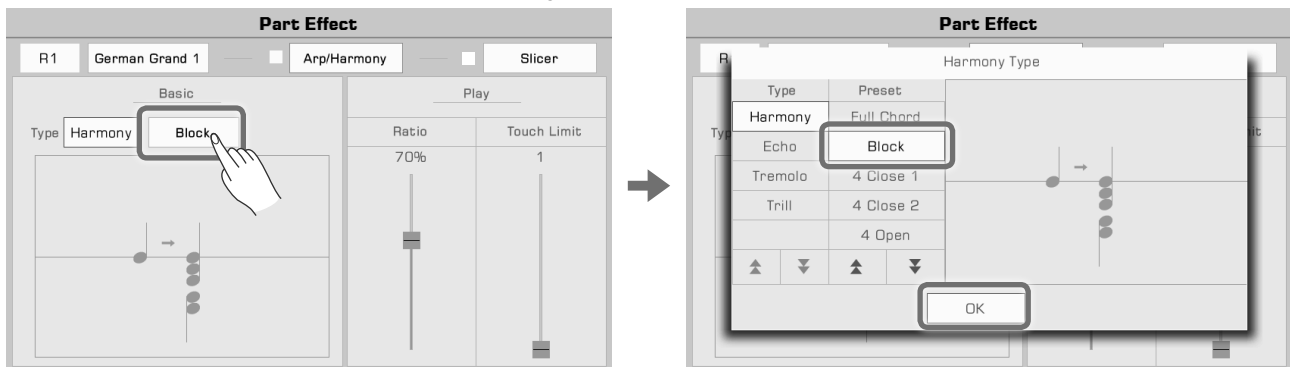 Part Effect
R1 German Grand 1 Arp/Harmony Slicer
Basic Play
Type Harmony Block Ratio Touch Limit
70% 1
Part Effect
Harmony Type
Type Preset
Harmony Full Chord
Echo Block
Tremolo 4 Close 1
Trill 4 Close 2
4 Open
OK